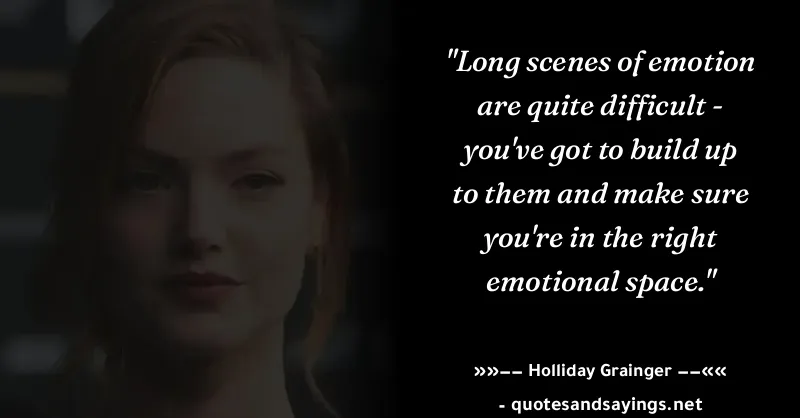 "Long scenes of emotion
are quite difficult -
you've got to build up
to them and make sure
you're in the right
emotional space."
»»−− Holliday Grainger −−««
- quotesandsayings.net